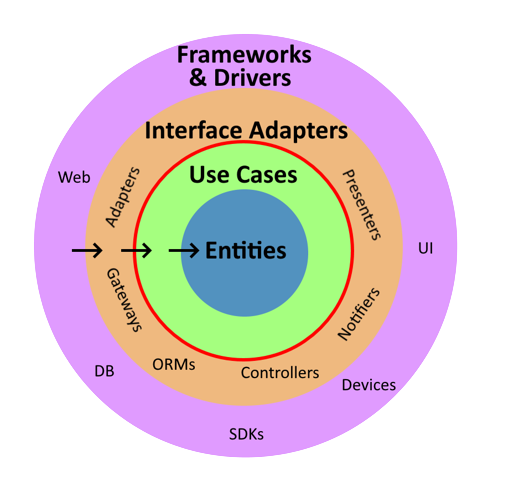 Frameworks
& Drivers
Interface Adapters
Use Cases
Entities
Web
Adapters
Presenters
UI
Gateways
Notifiers
ORMs
Controllers
DB
Devices
SDKs